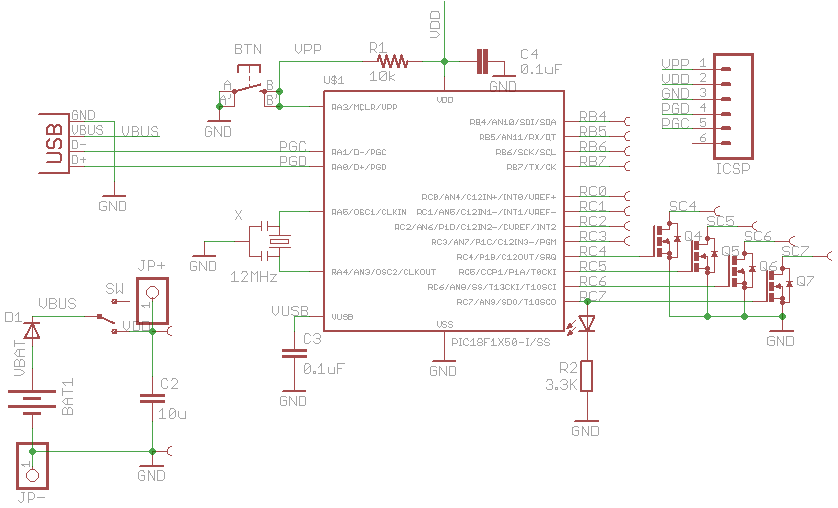 BTN
VPP
R1
10k
VDD
C4
0.1uF
GND
A
A'
B
B'
GND
U$1
VDD
VPP 1
VDD 2
GND 3
PGD 4
PGC 5
6
ICSP
USB
GND
VBUS
VBUS
D-
D+
GND
PGC
PGD
RA3/MCLR/VPP
RA1/D-/PGC
RA0/D+/PGD
RA5/OSC1/CLKIN
RA4/AN3/OSC2/CLKOUT
VUSB
VSS
RB4/AN10/SDI/SDA
RB5/AN11/RX/DT
RB6/SCK/SCL
RB7/TX/CK
RC0/AN4/C12IN+/INT0/VREF+
RC1/AN5/C12IN1-/INT1/VREF-
RC2/AN6/P1D/C12IN2-/CVREF/INT2
RC3/AN7/P1C/C12IN3-/PGM
RC4/P1B/C12OUT/SRQ
RC5/CCP1/P1A/T0CKI
RC6/AN8/SS/T13CKI/T1OSCI
RC7/AN9/SDO/T1OSCO
RB4
RB5
RB6
RB7
RC0
RC1
RC2
RC3
RC4
RC5
RC6
RC7
PIC18F1X50-I/SS
SC4
SC5
SC6
SC7
Q4
Q5
Q6
Q7
GND
X
12MHz
GND
JP+
1
SW
VBUS
VDD
D1
VBAT
BAT1
C2
10u
GND
1
JP-
VUSB
C3
0.1uF
GND
GND
R2
3.3K
GND